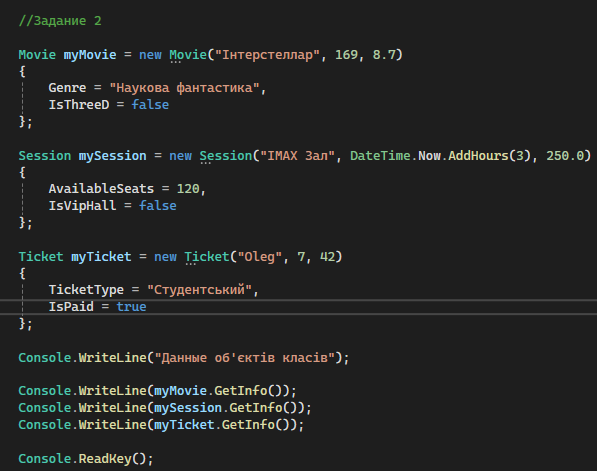 //Задание 2
Movie myMovie = new Movie("Інтерстеллар", 169, 8.7)
{
Genre = "Наукова фантастика",
IsThreeD = false
};
Session mySession = new Session("IMAX Зал", DateTime.Now.AddHours(3), 250.0)
{
AvailableSeats = 120,
IsVipHall = false
};
Ticket myTicket = new Ticket("Oleg", 7, 42)
{
TicketType = "Студентський",
IsPaid = true
};
Console.WriteLine("Данные об'єктів класів");
Console.WriteLine(myMovie.GetInfo());
Console.WriteLine(mySession.GetInfo());
Console.WriteLine(myTicket.GetInfo());
Console.ReadKey();